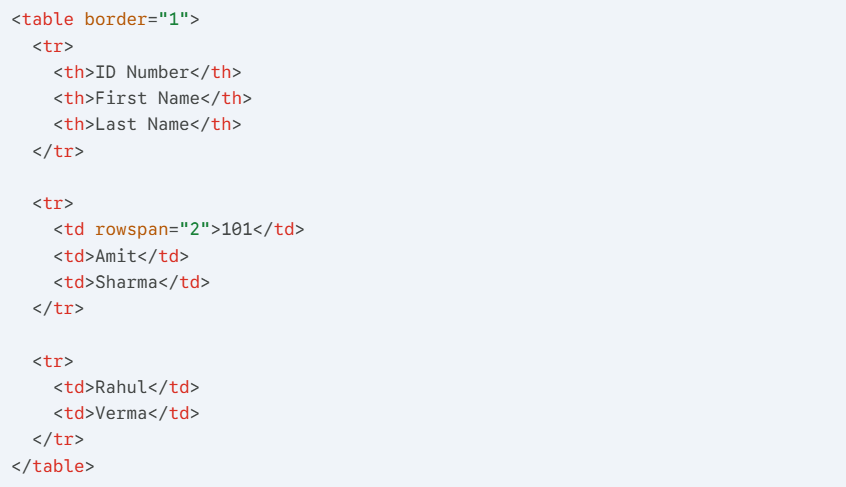 <table border="1">
  <tr>
    <th>ID Number</th>
    <th>First Name</th>
    <th>Last Name</th>
  </tr>

  <tr>
    <td rowspan="2">101</td>
    <td>Amit</td>
    <td>Sharma</td>
  </tr>

  <tr>
    <td>Rahul</td>
    <td>Verma</td>
  </tr>
</table>